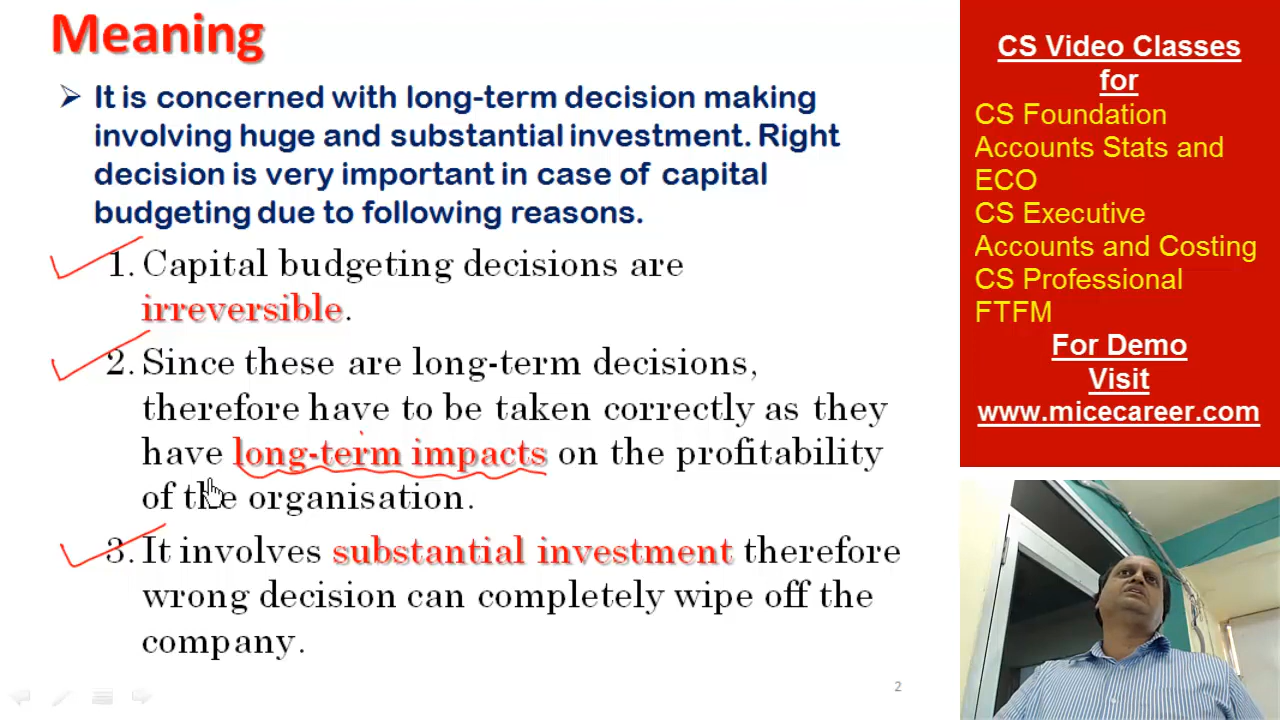 Meaning
It is concerned with long-term decision making
involving huge and substantial investment. Right
decision is very important in case of capital
budgeting due to following reasons.
1. Capital budgeting decisions are
irreversible.
2. Since these are long-term decisions,
therefore have to be taken correctly as they
have long-term impacts on the profitability
of the organisation.
3. It involves substantial investment therefore
wrong decision can completely wipe off the
company.
2
CS Video Classes
for
CS Foundation
Accounts Stats and
ECO
CS Executive
Accounts and Costing
CS Professional
FTFM
For Demo
Visit
www.micecareer.com